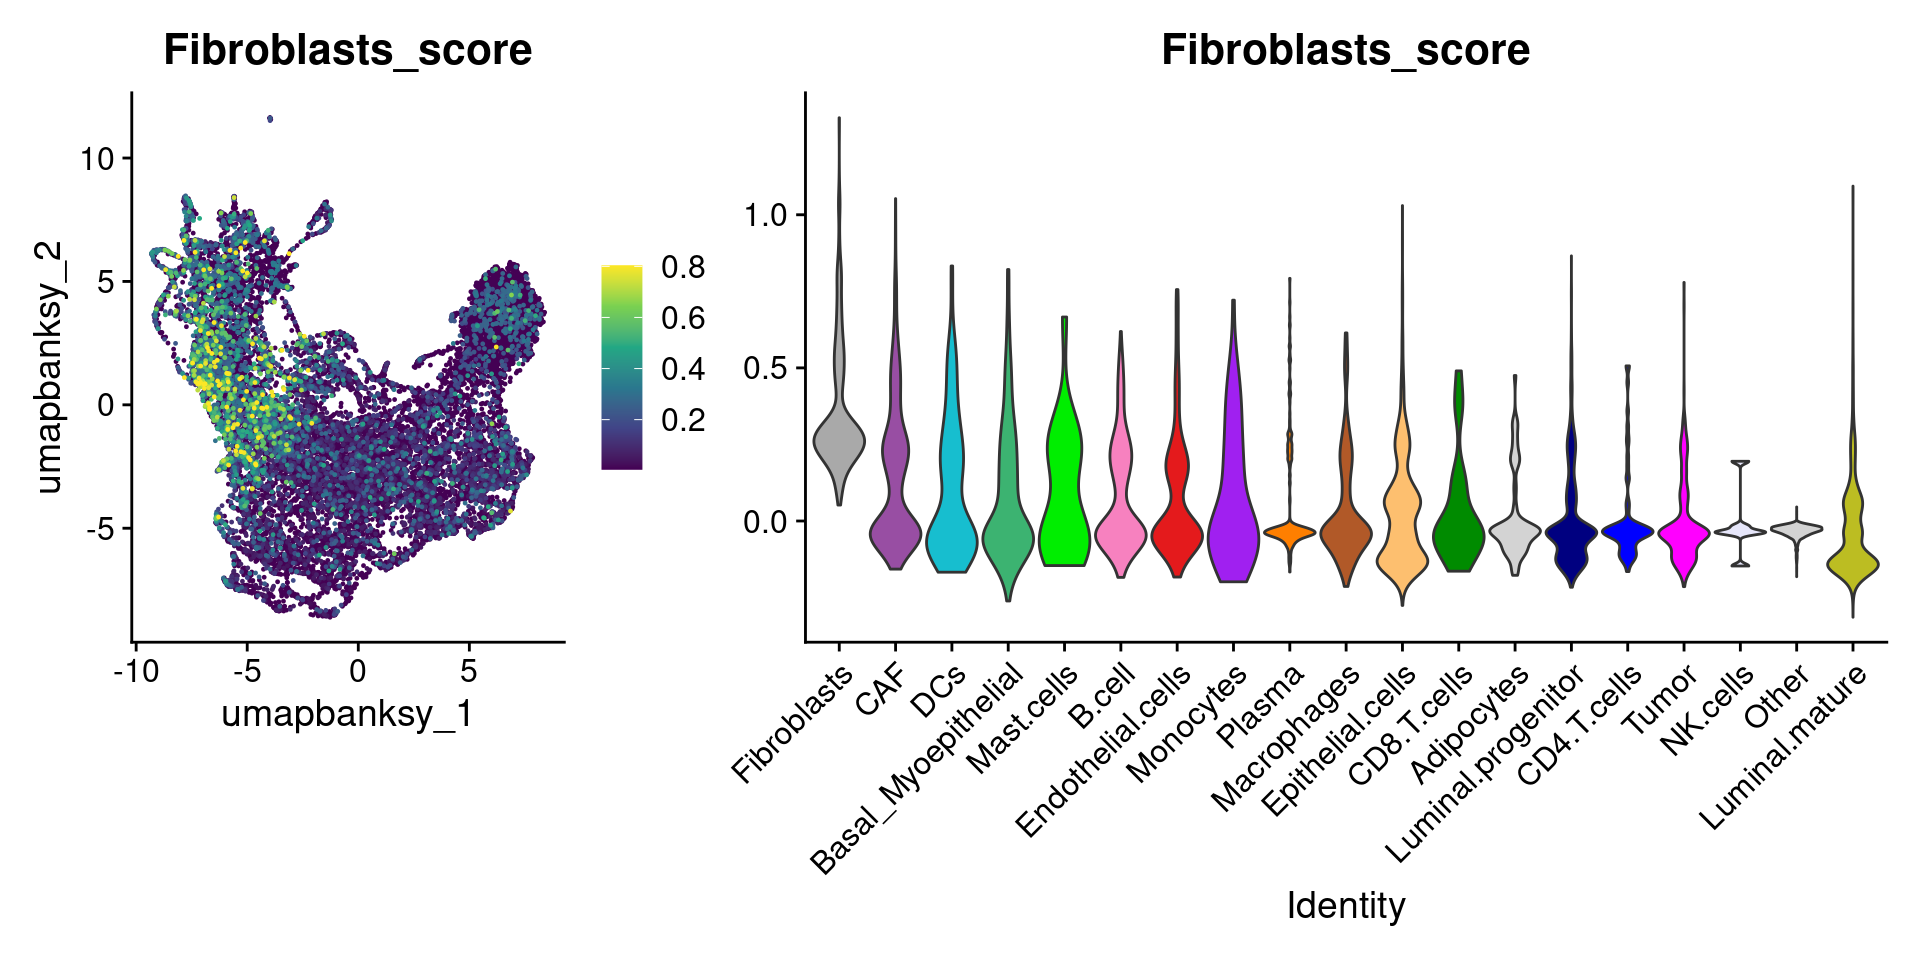 Fibroblasts_score
umapbanksy_2
10
5
0
-5
-10
-5
0
5
umapbanksy_1
0.8
0.6
0.4
0.2
Fibroblasts_score
1.0
0.5
0.0
Fibroblasts
CAF
DCs
Basal_Myoepithelial
Mast.cells
B.cell
Endothelial.cells
Monocytes
Plasma
Macrophages
Epithelial.cells
CD8.T.cells
Adipocytes
Luminal.progenitor
CD4.T.cells
Tumor
NK.cells
Other
Luminal.mature
Identity